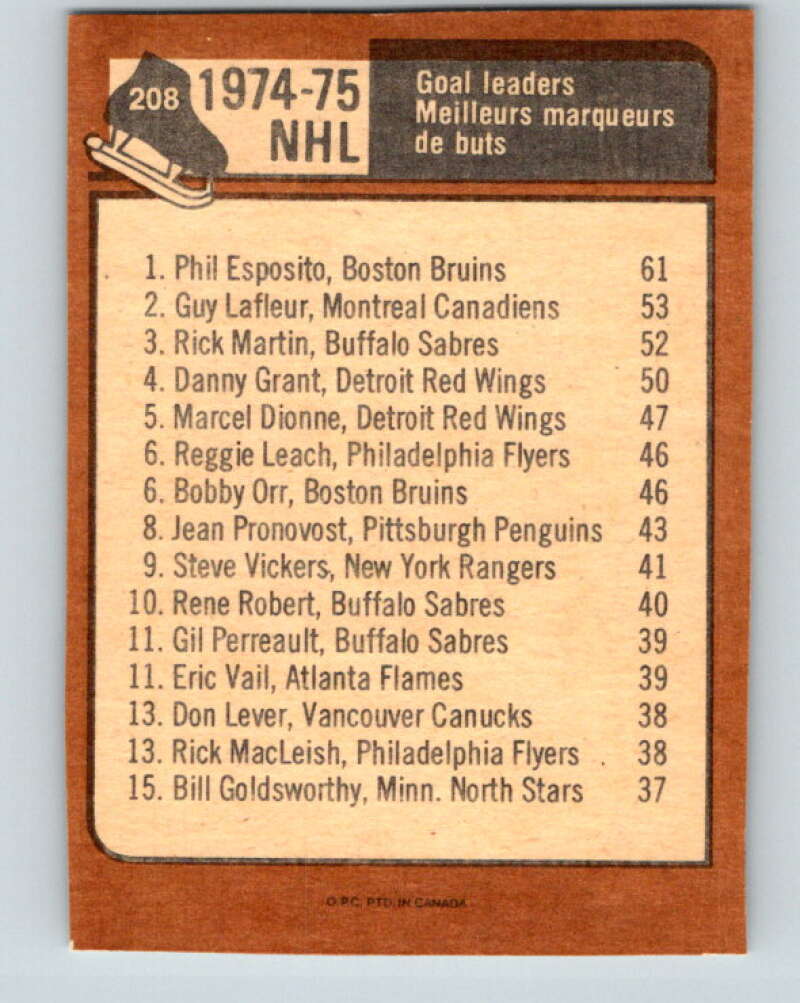 208
1974-75
NHL
Goal leaders
Meilleurs marqueurs
de buts
1. Phil Esposito, Boston Bruins 61
2. Guy Lafleur, Montreal Canadiens 53
3. Rick Martin, Buffalo Sabres 52
4. Danny Grant, Detroit Red Wings 50
5. Marcel Dionne, Detroit Red Wings 47
6. Reggie Leach, Philadelphia Flyers 46
6. Bobby Orr, Boston Bruins 46
8. Jean Pronovost, Pittsburgh Penguins 43
9. Steve Vickers, New York Rangers 41
10. Rene Robert, Buffalo Sabres 40
11. Gil Perreault, Buffalo Sabres 39
11. Eric Vail, Atlanta Flames 39
13. Don Lever, Vancouver Canucks 38
13. Rick MacLeish, Philadelphia Flyers 38
15. Bill Goldsworthy, Minn. North Stars 37
O.P.C. PTD. IN CANADA